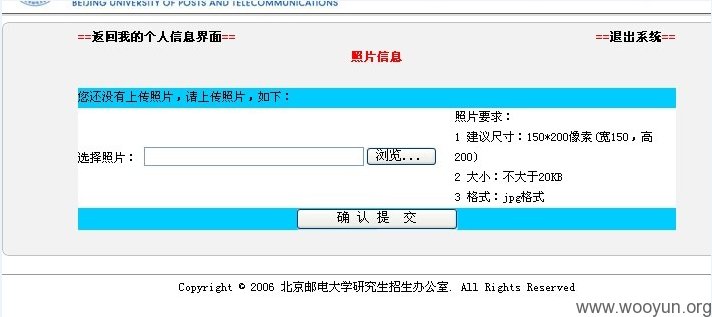 BEIJING UNIVERSITY OF POSTS AND TELECOMMUNICATIONS
==返回我的个人信息界面== ==退出系统==
照片信息
您还没有上传照片，请上传照片，如下：
选择照片： 浏览...
照片要求：
1 建议尺寸：150*200像素(宽150，高
200)
2 大小：不大于20KB
3 格式：jpg格式
确 认 提 交
Copyright © 2006 北京邮电大学研究生招生办公室. All Rights Reserved
www.wooyun.org